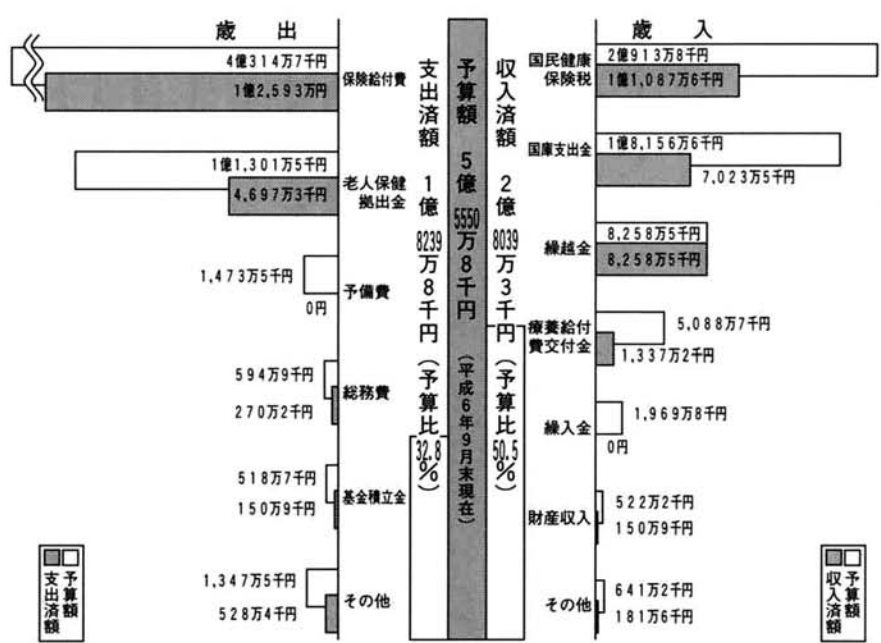 歳出
4億314万7千円
保険給付費
1億2,593万円
1億1,301万5千円
老人保健
拠出金
4,697万3千円
1,473万5千円
予備費
0円
594万9千円
総務費
270万2千円
518万7千円
基金積立金
150万9千円
1,347万5千円
その他
528万4千円
予算額
支出済額
収入済額 2億8039万3千円(予算比50.5%)
予算額 5億5550万8千円(平成6年9月末現在)
支出済額 1億8239万8千円(予算比32.8%)
歳入
国民健康
保険税
2億913万8千円
1億1,087万6千円
国庫支出金
1億8,156万6千円
7,023万5千円
繰越金
8,258万5千円
8,258万5千円
療養給付
費交付金
5,088万7千円
1,337万2千円
繰入金
1,969万8千円
0円
財産収入
522万2千円
150万9千円
その他
641万2千円
181万6千円
予算額
収入済額